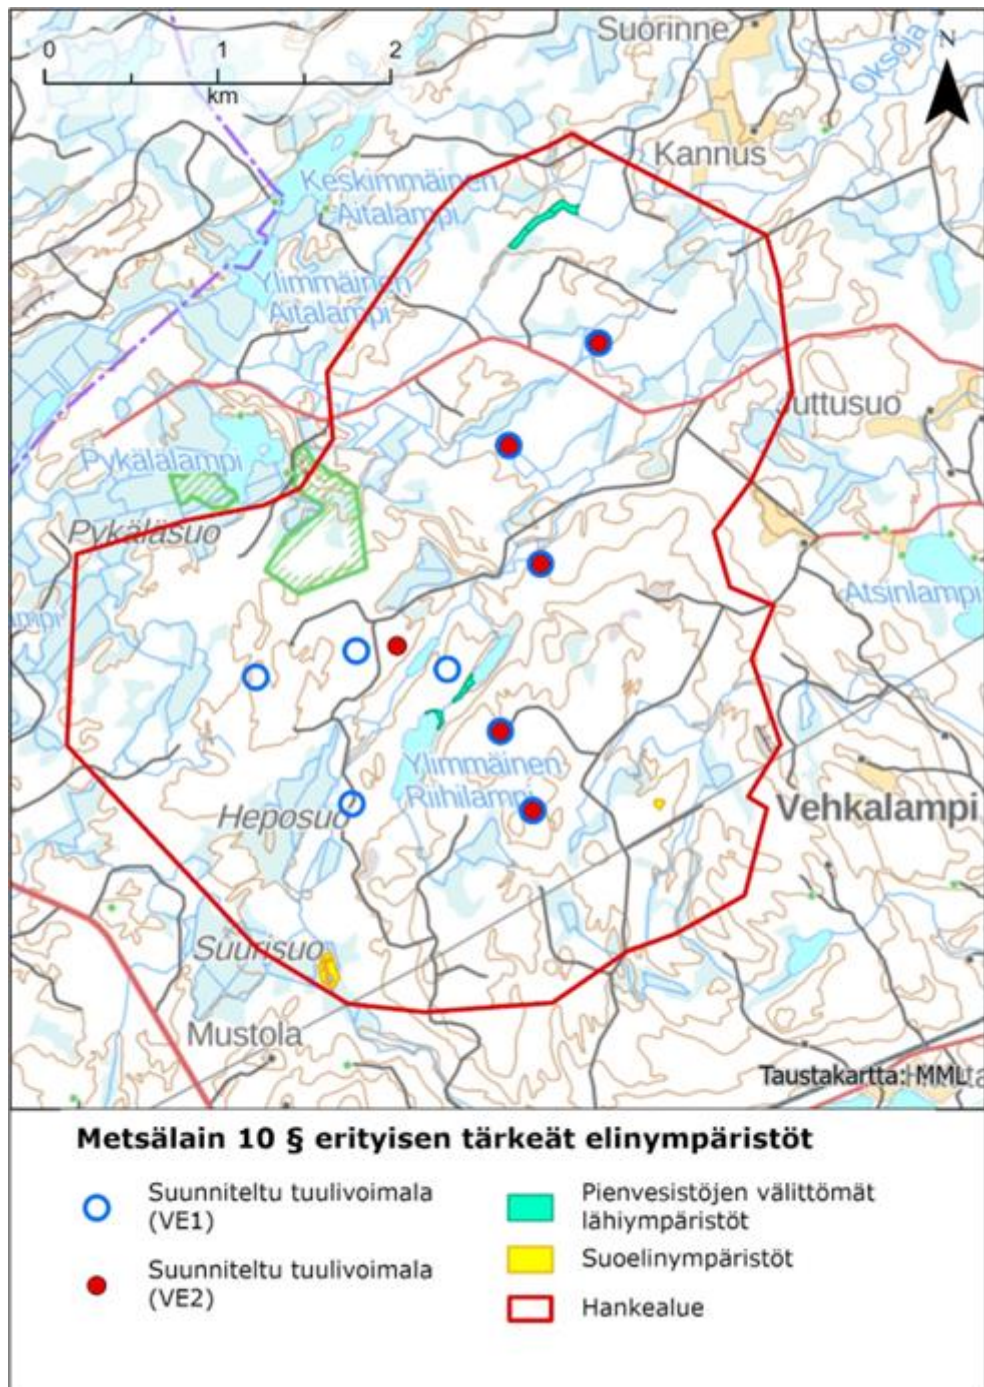 Suorinne
0 1 2
km
N
Oksoja
Kannus
Keskimmäinen
Aitalampi
Ylimmäinen
Aitalampi
Juttusuo
Pykälälampi
Pykäläsuo
Atsinlampi
ampi
Ylimmäinen
Riihilampi
Heposuo
Vehkalampi
Suurisuo
Mustola
Taustakartta: MML
Metsälain 10 § erityisen tärkeät elinympäristöt
Suunniteltu tuulivoimala
(VE1)
Suunniteltu tuulivoimala
(VE2)
Pienvesistöjen välittömät
lähiympäristöt
Suoelinympäristöt
Hankealue